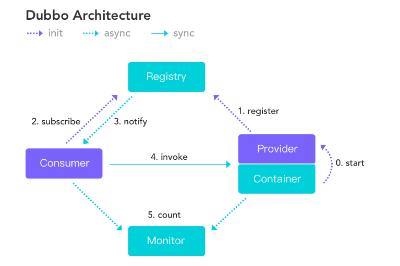 Dubbo Architecture
init async sync
Registry
1. register
2. subscribe
3. notify
Provider
Consumer
4. invoke
0. start
Container
5. count
Monitor